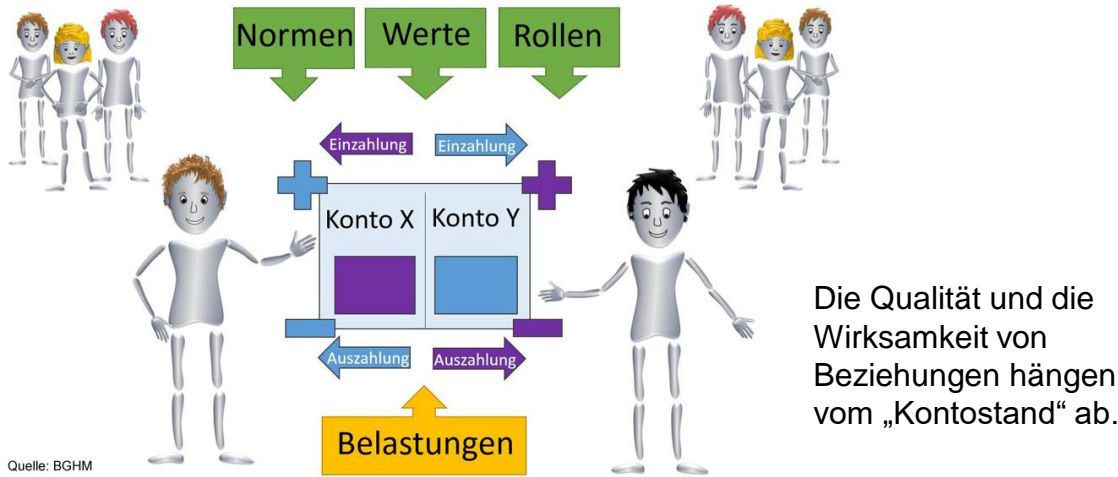 Normen
Werte
Rollen
Einzahlung
Einzahlung
Konto X
Konto Y
Auszahlung
Auszahlung
Belastungen
Die Qualität und die
Wirksamkeit von
Beziehungen hängen
vom „Kontostand“ ab.
Quelle: BGHM